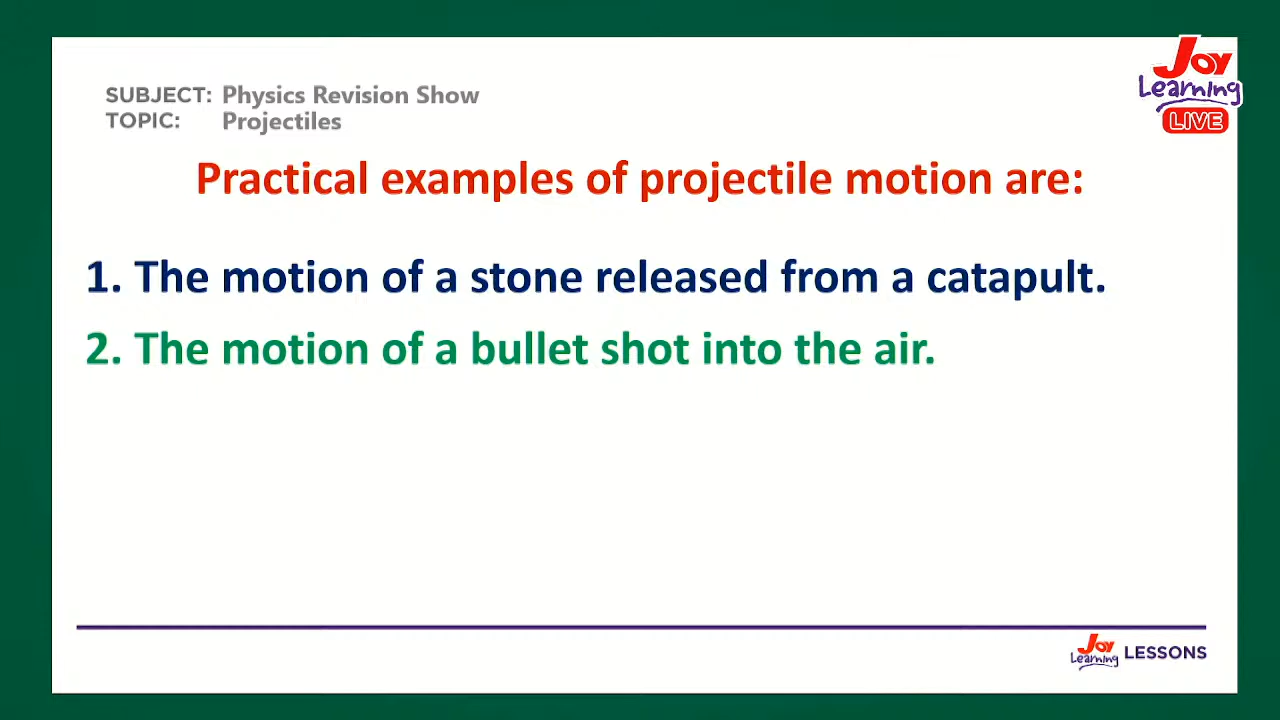 Joy
Learning
LIVE
SUBJECT: Physics Revision Show
TOPIC: Projectiles
Practical examples of projectile motion are:
1. The motion of a stone released from a catapult.
2. The motion of a bullet shot into the air.
Joy
Learning LESSONS